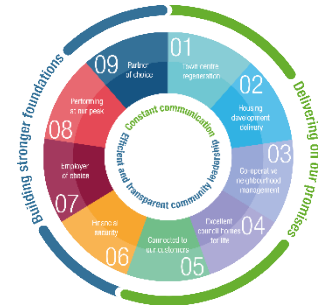 Building stronger foundations
Delivering on our promises
Constant communication
Efficient and transparent community leadership
01
Town centre
regeneration
02
Housing
development
delivery
03
Co-operative
neighbourhood
management
04
Excellent
council homes
for life
05
Connected to
our customers
06
Financial
security
07
Employer
of choice
08
Performing
at our peak
09
Partner
of choice